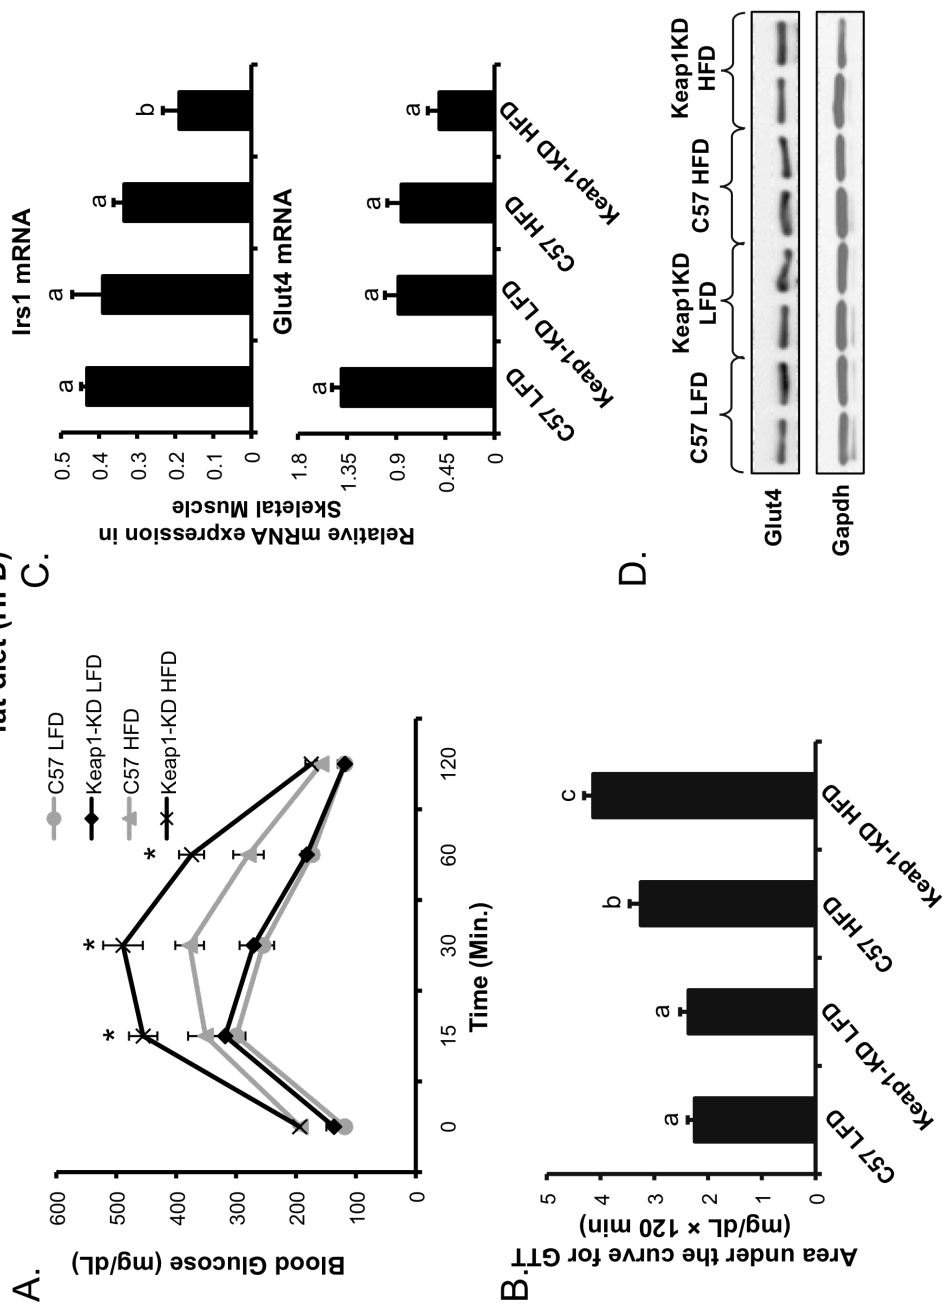 fat diet (HFD)
A.
Blood Glucose (mg/dL)
600
500
400
300
200
100
0
0
15
30
60
120
Time (Min.)
*
*
*
C57 LFD
Keap1-KD LFD
C57 HFD
Keap1-KD HFD
B.
Area under the curve for GTT
(mg/dL × 120 min)
5
4
3
2
1
0
a
a
b
c
C57 LFD
Keap1-KD LFD
C57 HFD
Keap1-KD HFD
C.
Relative mRNA expression in
Skeletal Muscle
Irs1 mRNA
0.5
0.4
0.3
0.2
0.1
0
a
a
a
b
Glut4 mRNA
1.8
1.35
0.9
0.45
0
a
a
a
a
C57 LFD
Keap1-KD LFD
C57 HFD
Keap1-KD HFD
D.
C57 LFD
Keap1KD
LFD
C57 HFD
Keap1KD
HFD
Glut4
Gapdh